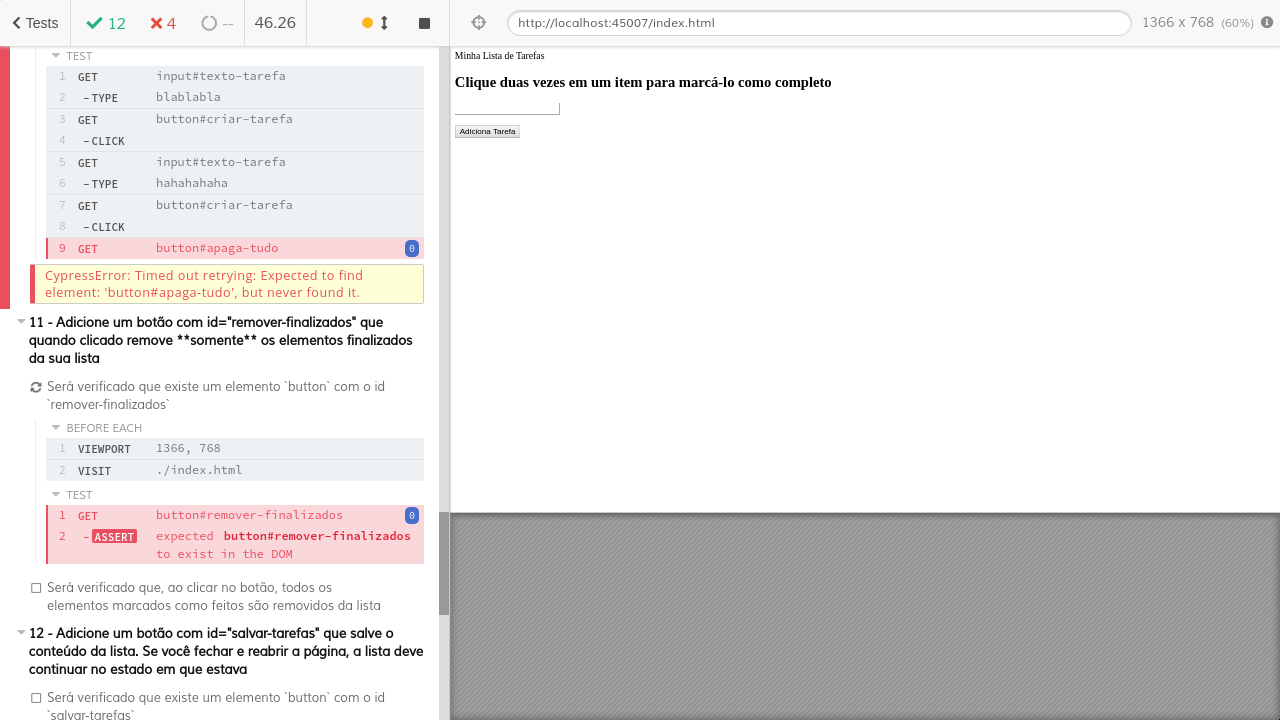 Tests
12
4
--
46.26
http://localhost:45007/index.html
1366 x 768 (60%)
TEST
1 GET input#texto-tarefa
2 -TYPE blablabla
3 GET button#criar-tarefa
4 -CLICK
5 GET input#texto-tarefa
6 -TYPE hahahahaha
7 GET button#criar-tarefa
8 -CLICK
9 GET button#apaga-tudo 0
CypressError: Timed out retrying: Expected to find
element: 'button#apaga-tudo', but never found it.
11 - Adicione um botão com id="remover-finalizados" que
quando clicado remove **somente** os elementos finalizados
da sua lista
Será verificado que existe um elemento `button` com o id
`remover-finalizados`
BEFORE EACH
1 VIEWPORT 1366, 768
2 VISIT ./index.html
TEST
1 GET button#remover-finalizados 0
2 -ASSERT expected button#remover-finalizados
to exist in the DOM
Será verificado que, ao clicar no botão, todos os
elementos marcados como feitos são removidos da lista
12 - Adicione um botão com id="salvar-tarefas" que salve o
conteúdo da lista. Se você fechar e reabrir a página, a lista deve
continuar no estado em que estava
Será verificado que existe um elemento `button` com o id
`salvar-tarefas`
Minha Lista de Tarefas
Clique duas vezes em um item para marcá-lo como completo
Adiciona Tarefa